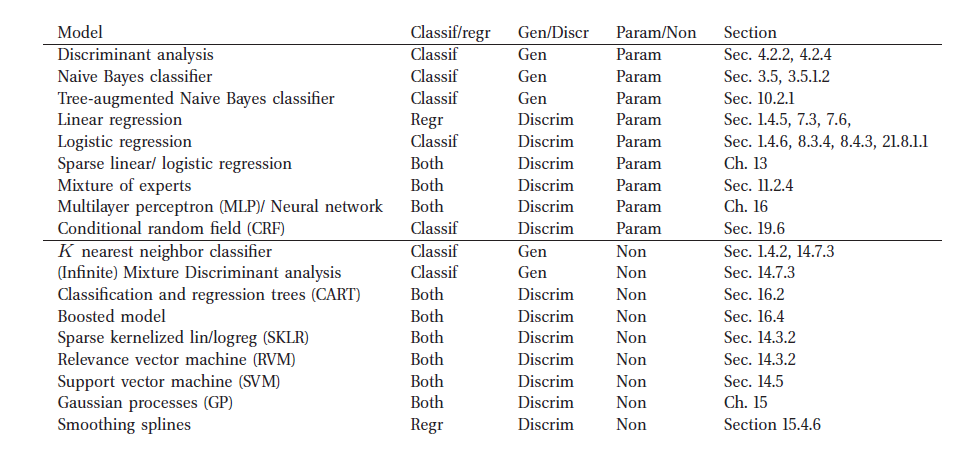 Model Classif/regr Gen/Discr Param/Non Section
Discriminant analysis Classif Gen Param Sec. 4.2.2, 4.2.4
Naive Bayes classifier Classif Gen Param Sec. 3.5, 3.5.1.2
Tree-augmented Naive Bayes classifier Classif Gen Param Sec. 10.2.1
Linear regression Regr Discrim Param Sec. 1.4.5, 7.3, 7.6,
Logistic regression Classif Discrim Param Sec. 1.4.6, 8.3.4, 8.4.3, 21.8.1.1
Sparse linear/ logistic regression Both Discrim Param Ch. 13
Mixture of experts Both Discrim Param Sec. 11.2.4
Multilayer perceptron (MLP)/ Neural network Both Discrim Param Ch. 16
Conditional random field (CRF) Classif Discrim Param Sec. 19.6
K nearest neighbor classifier Classif Gen Non Sec. 1.4.2, 14.7.3
(Infinite) Mixture Discriminant analysis Classif Gen Non Sec. 14.7.3
Classification and regression trees (CART) Both Discrim Non Sec. 16.2
Boosted model Both Discrim Non Sec. 16.4
Sparse kernelized lin/logreg (SKLR) Both Discrim Non Sec. 14.3.2
Relevance vector machine (RVM) Both Discrim Non Sec. 14.3.2
Support vector machine (SVM) Both Discrim Non Sec. 14.5
Gaussian processes (GP) Both Discrim Non Ch. 15
Smoothing splines Regr Discrim Non Section 15.4.6